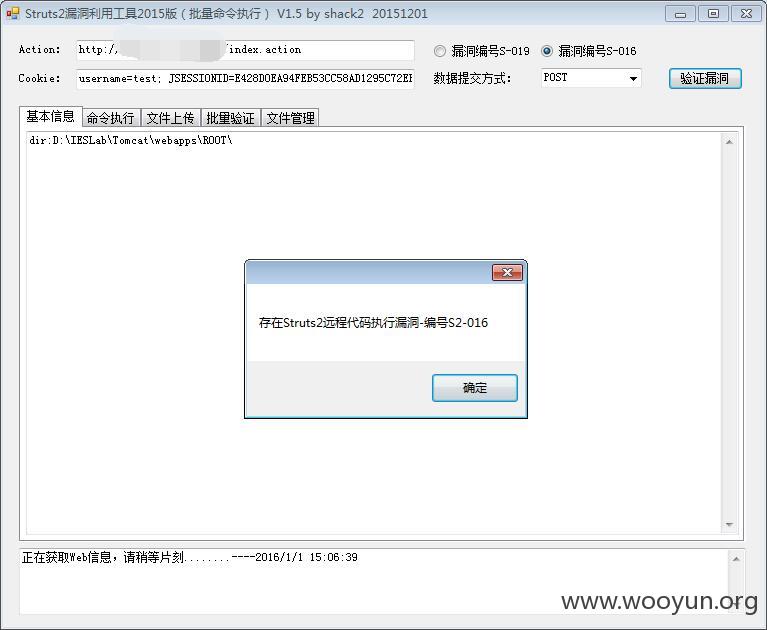 Struts2漏洞利用工具2015版（批量命令执行）V1.5 by shack2 20151201
Action: http:/ /index.action 漏洞编号S-019 漏洞编号S-016
Cookie: username=test; JSESSIONID=E428D0EA94FEB53CC58AD1295C72E 数据提交方式: POST 验证漏洞
基本信息 命令执行 文件上传 批量验证 文件管理
dir:D:\IESLab\Tomcat\webapps\ROOT\
存在Struts2远程代码执行漏洞-编号S2-016
确定
正在获取Web信息，请稍等片刻........----2016/1/1 15:06:39
www.wooyun.org